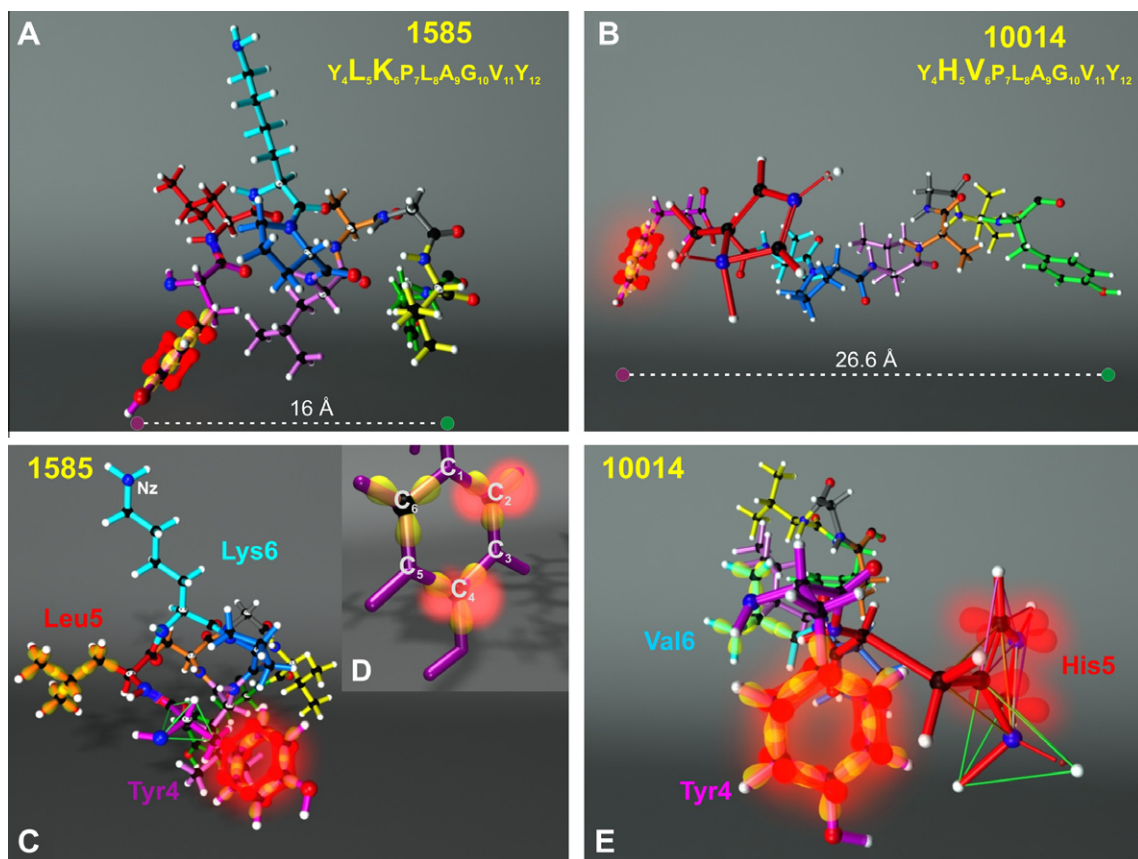 A
1585
Y4L5K6P7L8A9G10V11Y12
16 Å
B
10014
Y4H5V6P7L8A9G10V11Y12
26.6 Å
1585
Nz
Lys6
Leu5
Tyr4
C
C1
C2
C6
C3
C5
C4
D
10014
Val6
His5
Tyr4
E